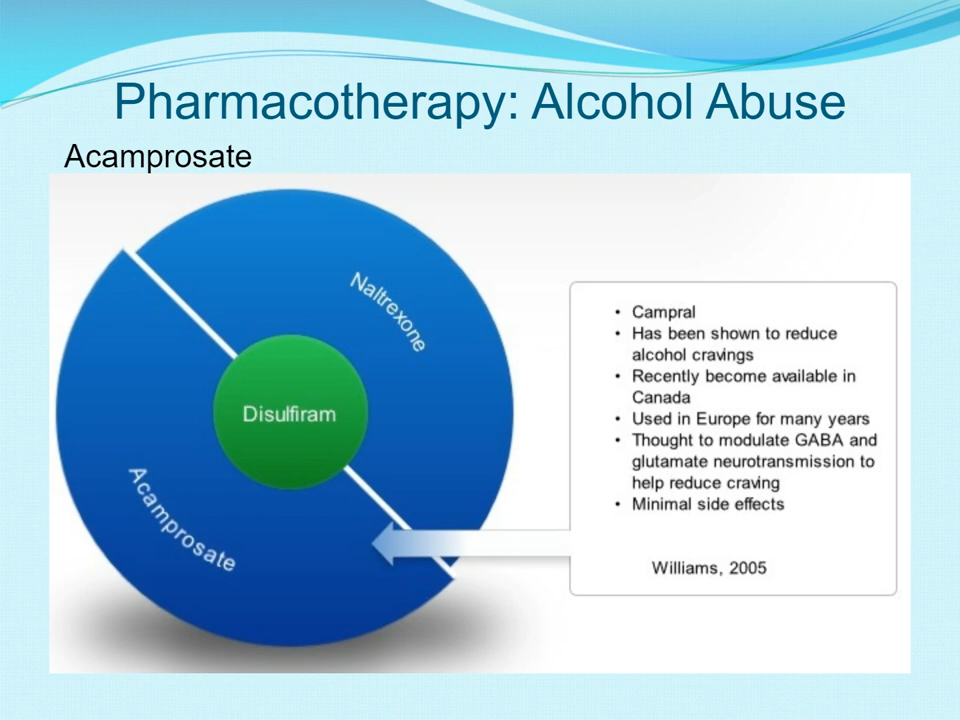 Pharmacotherapy: Alcohol Abuse
Acamprosate
Naltrexone
Disulfiram
Acamprosate
• Campral
• Has been shown to reduce
alcohol cravings
• Recently become available in
Canada
• Used in Europe for many years
• Thought to modulate GABA and
glutamate neurotransmission to
help reduce craving
• Minimal side effects
Williams, 2005